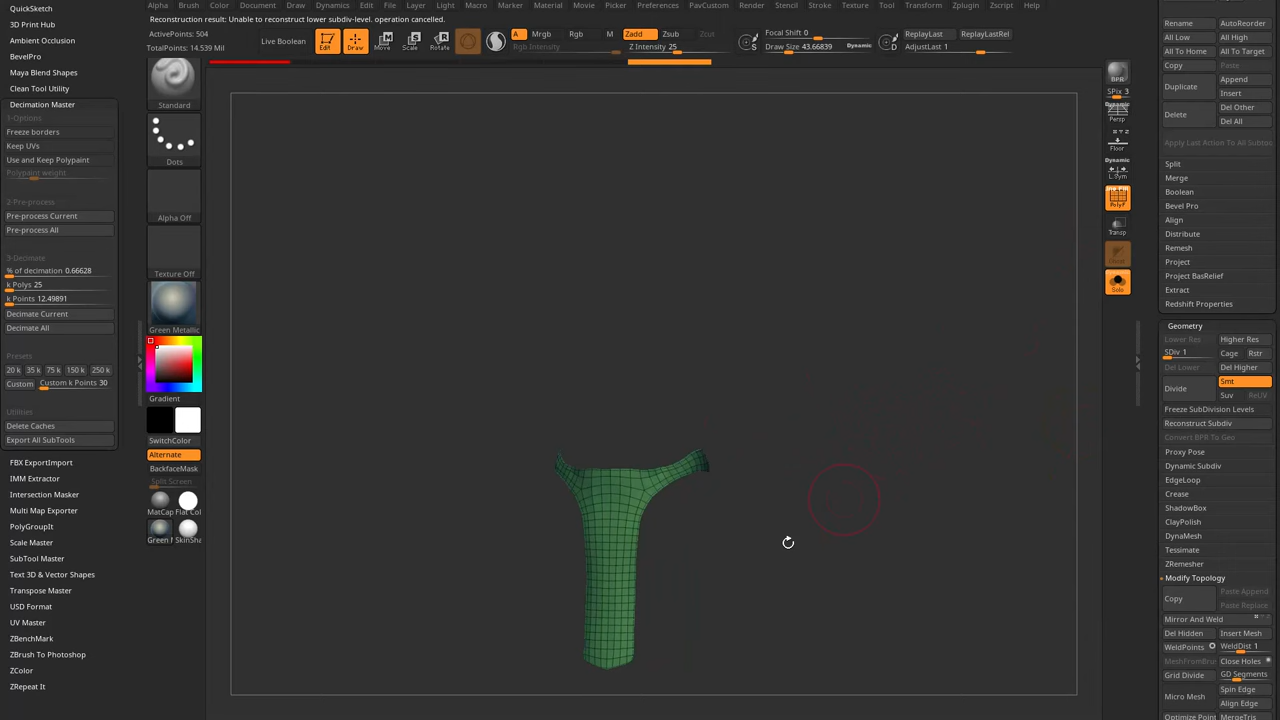 Alpha Brush Color Document Draw Dynamics Edit File Layer Light Macro Marker Material Movie Picker Preferences PavCustom Render Stencil Stroke Texture Tool Transform Zplugin Zscript Help
Reconstruction result: Unable to reconstruct lower subdiv-level. operation cancelled.
ActivePoints: 504
TotalPoints: 14.539 Mil
Live Boolean
Edit
Draw
Move
Scale
Rotate
A
Mrgb
Rgb
M
Rgb Intensity
Zadd
Zsub
Zcut
Z Intensity 25
Focal Shift 0
Draw Size 43.66839
Dynamic
S
D
ReplayLast
ReplayLastRel
AdjustLast 1
QuickSketch
3D Print Hub
Ambient Occlusion
BevelPro
Maya Blend Shapes
Clean Tool Utility
Decimation Master
1-Options
Freeze borders
Keep UVs
Use and Keep Polypaint
Polypaint weight
2-Pre-process
Pre-process Current
Pre-process All
3-Decimate
% of decimation 0.66628
k Polys 25
k Points 12.49891
Decimate Current
Decimate All
Presets
20 k 35 k 75 k 150 k 250 k
Custom Custom k Points 30
Utilities
Delete Caches
Export All SubTools
FBX ExportImport
IMM Extractor
Intersection Masker
Multi Map Exporter
PolyGroupIt
Scale Master
SubTool Master
Text 3D & Vector Shapes
Transpose Master
USD Format
UV Master
ZBenchMark
ZBrush To Photoshop
ZColor
ZRepeat It
Standard
Dots
Alpha Off
Texture Off
Green Metallic
Gradient
SwitchColor
Alternate
BackfaceMask
Split Screen
MatCap Flat Col
Green M SkinSha
BPR
SPix 3
Dynamic
Persp
Floor
Dynamic
L.Sym
PolyF
Transp
Solo
Rename AutoReorder
All Low All High
All To Home All To Target
Copy Paste
Duplicate Append
Insert
Delete Del Other
Del All
Apply Last Action To All Subtoo
Split
Merge
Boolean
Bevel Pro
Align
Distribute
Remesh
Project
Project BasRelief
Extract
Redshift Properties
Geometry
Lower Res Higher Res
SDiv 1 Cage Rstr
Del Lower Del Higher
Divide Smt
Suv ReUV
Freeze SubDivision Levels
Reconstruct Subdiv
Convert BPR To Geo
Proxy Pose
Dynamic Subdiv
EdgeLoop
Crease
ShadowBox
ClayPolish
DynaMesh
Tessimate
ZRemesher
Modify Topology
Copy Paste Append
Paste Replace
Mirror And Weld
Del Hidden Insert Mesh
WeldPoints WeldDist 1
MeshFromBru Close Holes
Grid Divide GD Segments
Micro Mesh Spin Edge
Align Edge
Optimize Point MergeTris